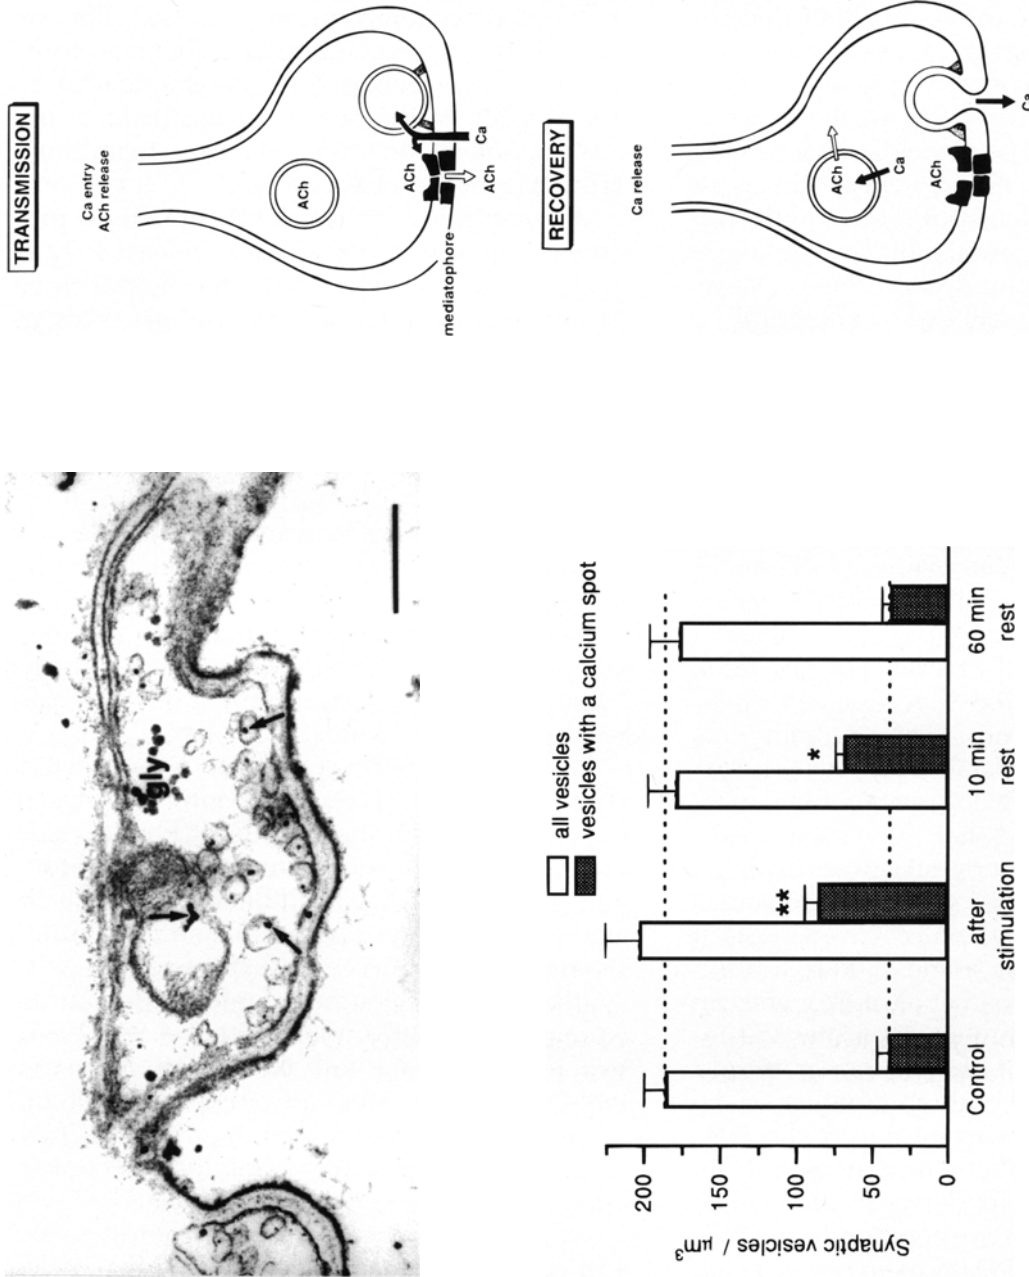 TRANSMISSION
Ca entry
ACh release
ACh
ACh
Ca
ACh
mediatophore
RECOVERY
Ca release
ACh
Ca
ACh
Ca
gly
all vesicles
vesicles with a calcium spot
Synaptic vesicles / µm³
200
150
100
50
0
**
*
Control
after
stimulation
10 min
rest
60 min
rest